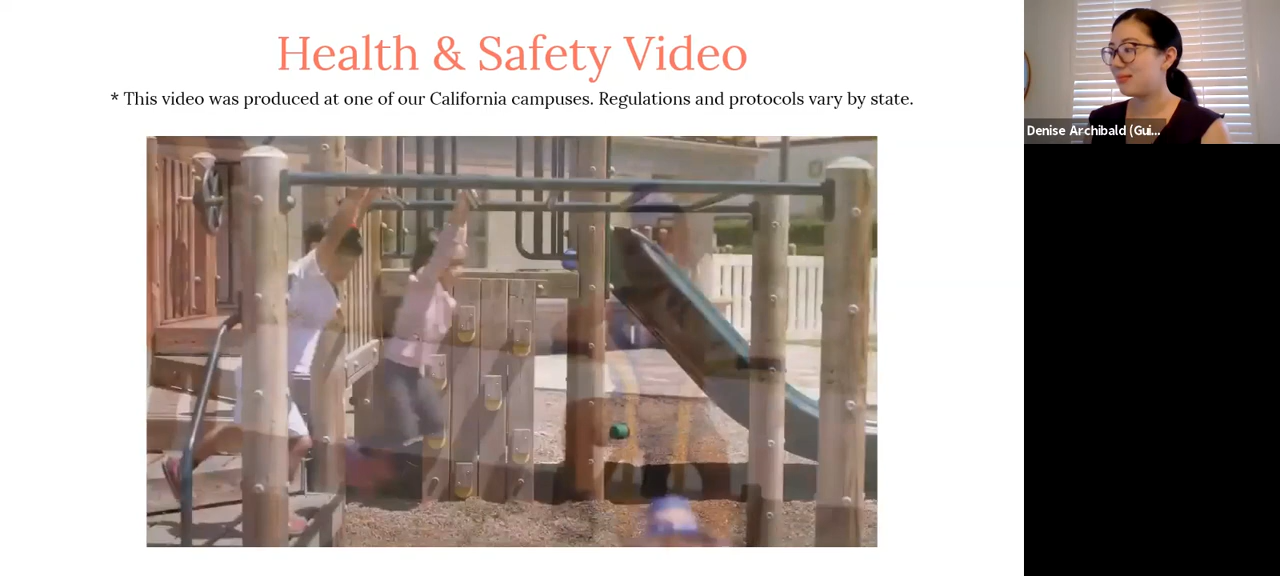 Health & Safety Video
* This video was produced at one of our California campuses. Regulations and protocols vary by state.
Denise Archibald (Gui...